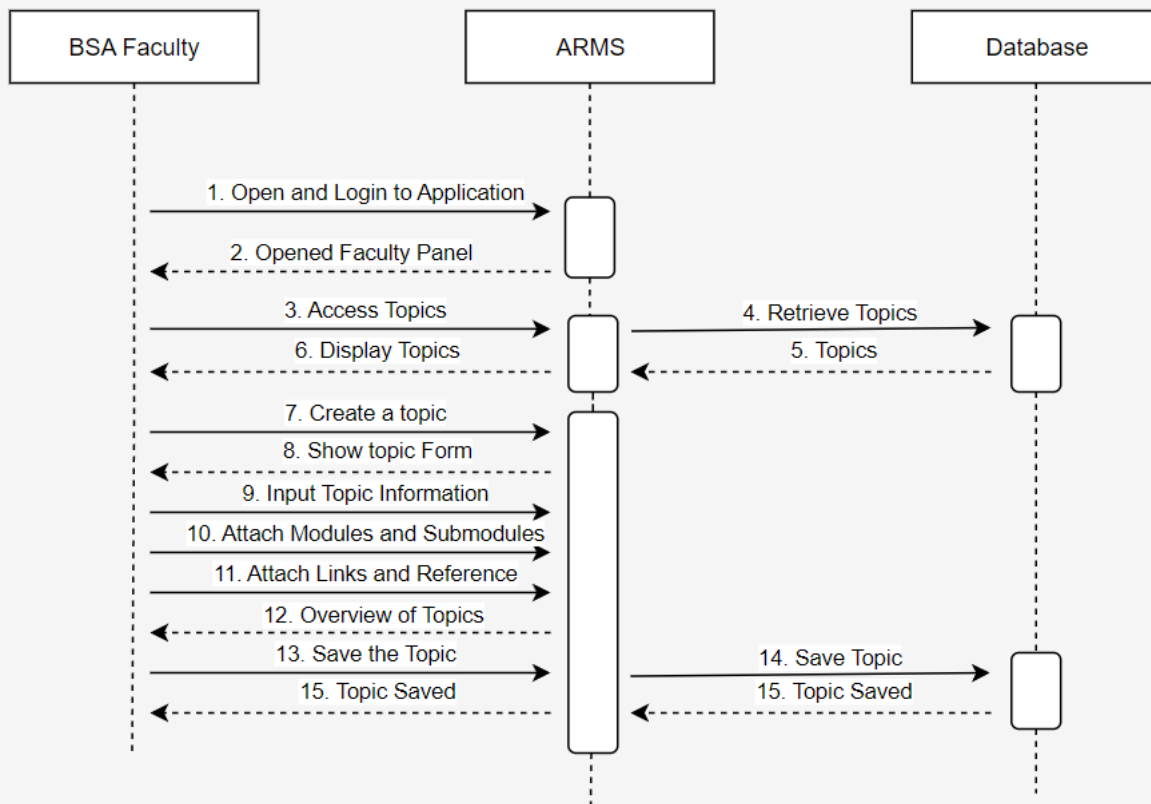 BSA Faculty
ARMS
Database
1. Open and Login to Application
2. Opened Faculty Panel
3. Access Topics
4. Retrieve Topics
6. Display Topics
5. Topics
7. Create a topic
8. Show topic Form
9. Input Topic Information
10. Attach Modules and Submodules
11. Attach Links and Reference
12. Overview of Topics
13. Save the Topic
14. Save Topic
15. Topic Saved
15. Topic Saved